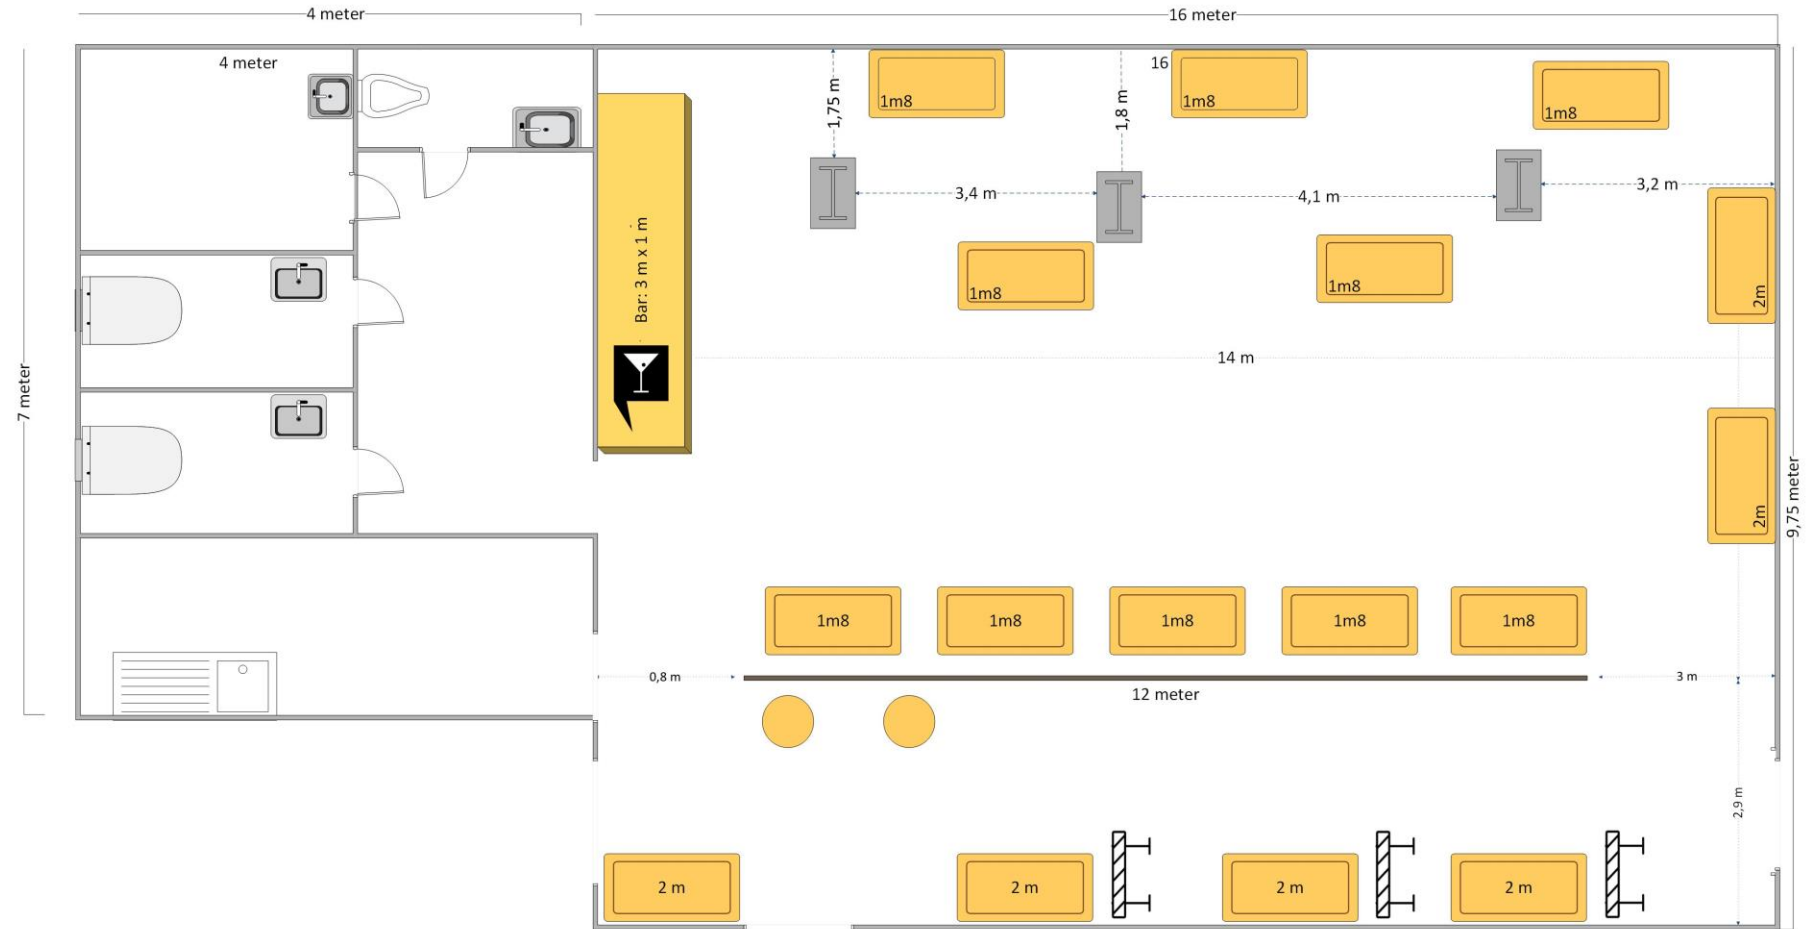 4 meter
16 meter
4 meter
16
1m8
1m8
1m8
1,75 m
1,8 m
3,4 m
4,1 m
3,2 m
Bar: 3 m x 1 m
1m8
1m8
2m
14 m
7 meter
2m
9,75 meter
1m8
1m8
1m8
1m8
1m8
0,8 m
12 meter
3 m
2,9 m
2 m
2 m
2 m
2 m